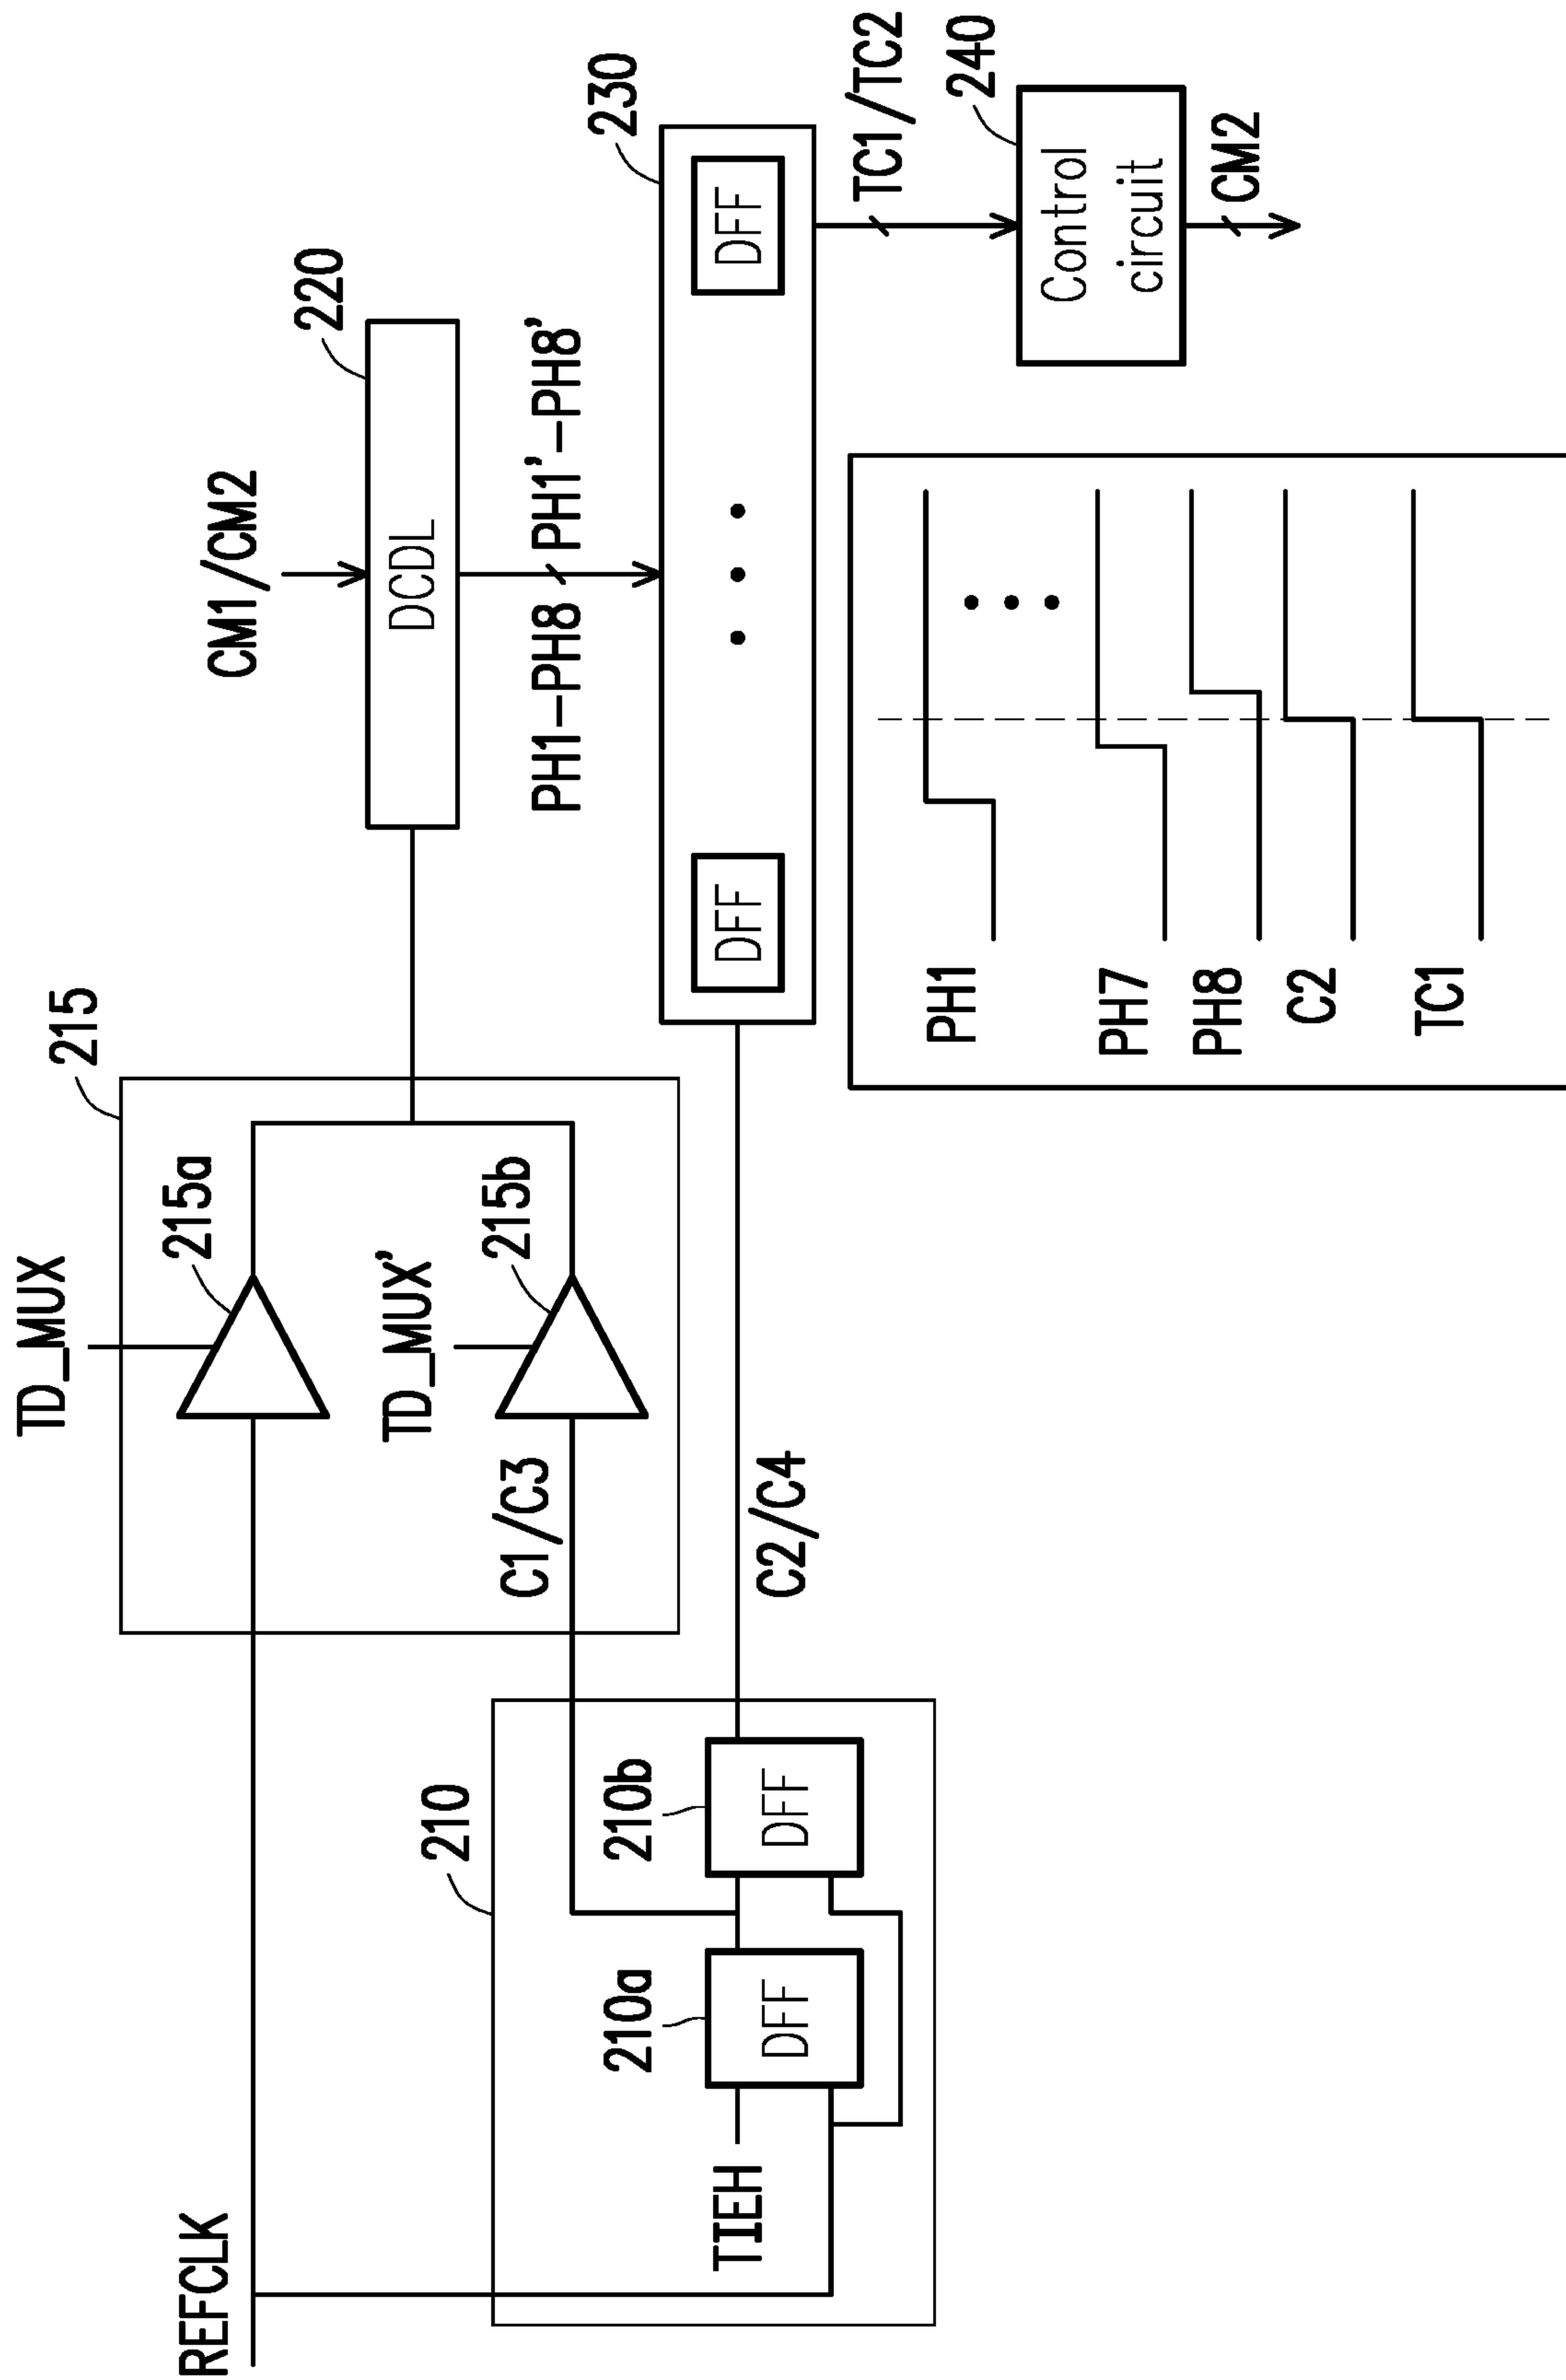 REFCLK
TD_MUX
215
215a
TD_MUX'
215b
C1/C3
210
TIEH
210a
DFF
210b
DFF
C2/C4
CM1/CM2
220
DCDL
PH1-PH8
PH1'-PH8'
230
DFF
DFF
TC1/TC2
240
Control
circuit
CM2
PH1
PH7
PH8
C2
TC1